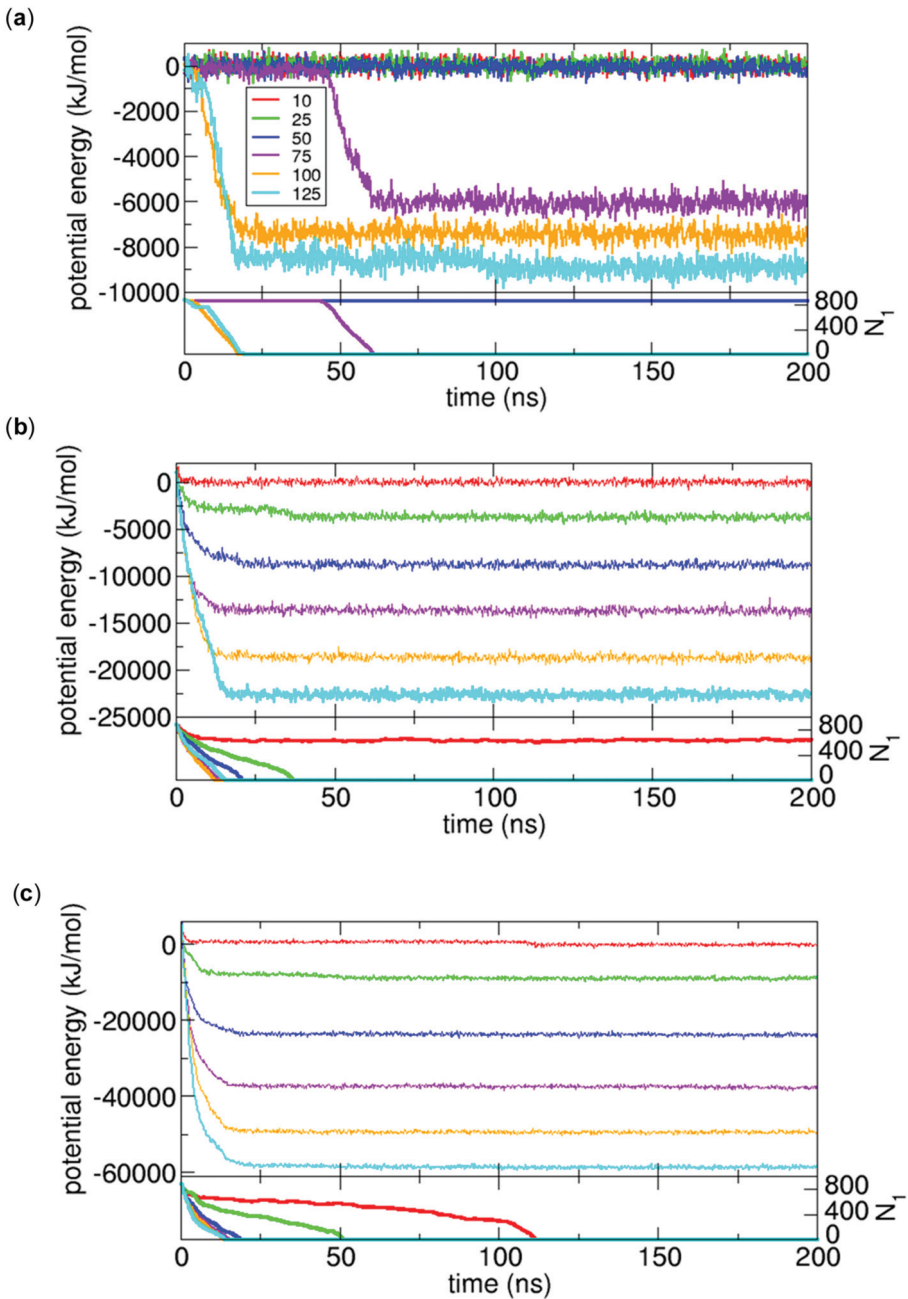 (a)
potential energy (kJ/mol)
0
-2000
-4000
-6000
-8000
-10000
10
25
50
75
100
125
800
400
0
N1
0 50 100 150 200
time (ns)
(b)
potential energy (kJ/mol)
0
-5000
-10000
-15000
-20000
-25000
800
400
0
N1
0 50 100 150 200
time (ns)
(c)
potential energy (kJ/mol)
0
-20000
-40000
-60000
800
400
0
N1
0 50 100 150 200
time (ns)